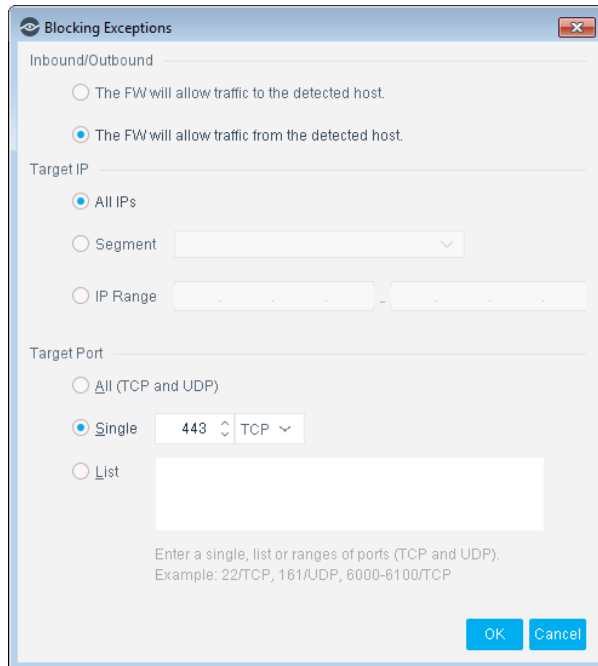 Blocking Exceptions
Inbound/Outbound
The FW will allow traffic to the detected host.
The FW will allow traffic from the detected host.
Target IP
All IPs
Segment
IP Range . . . - . . .
Target Port
All (TCP and UDP)
Single 443 TCP
List
Enter a single, list or ranges of ports (TCP and UDP).
Example: 22/TCP, 161/UDP, 6000-6100/TCP
OK Cancel